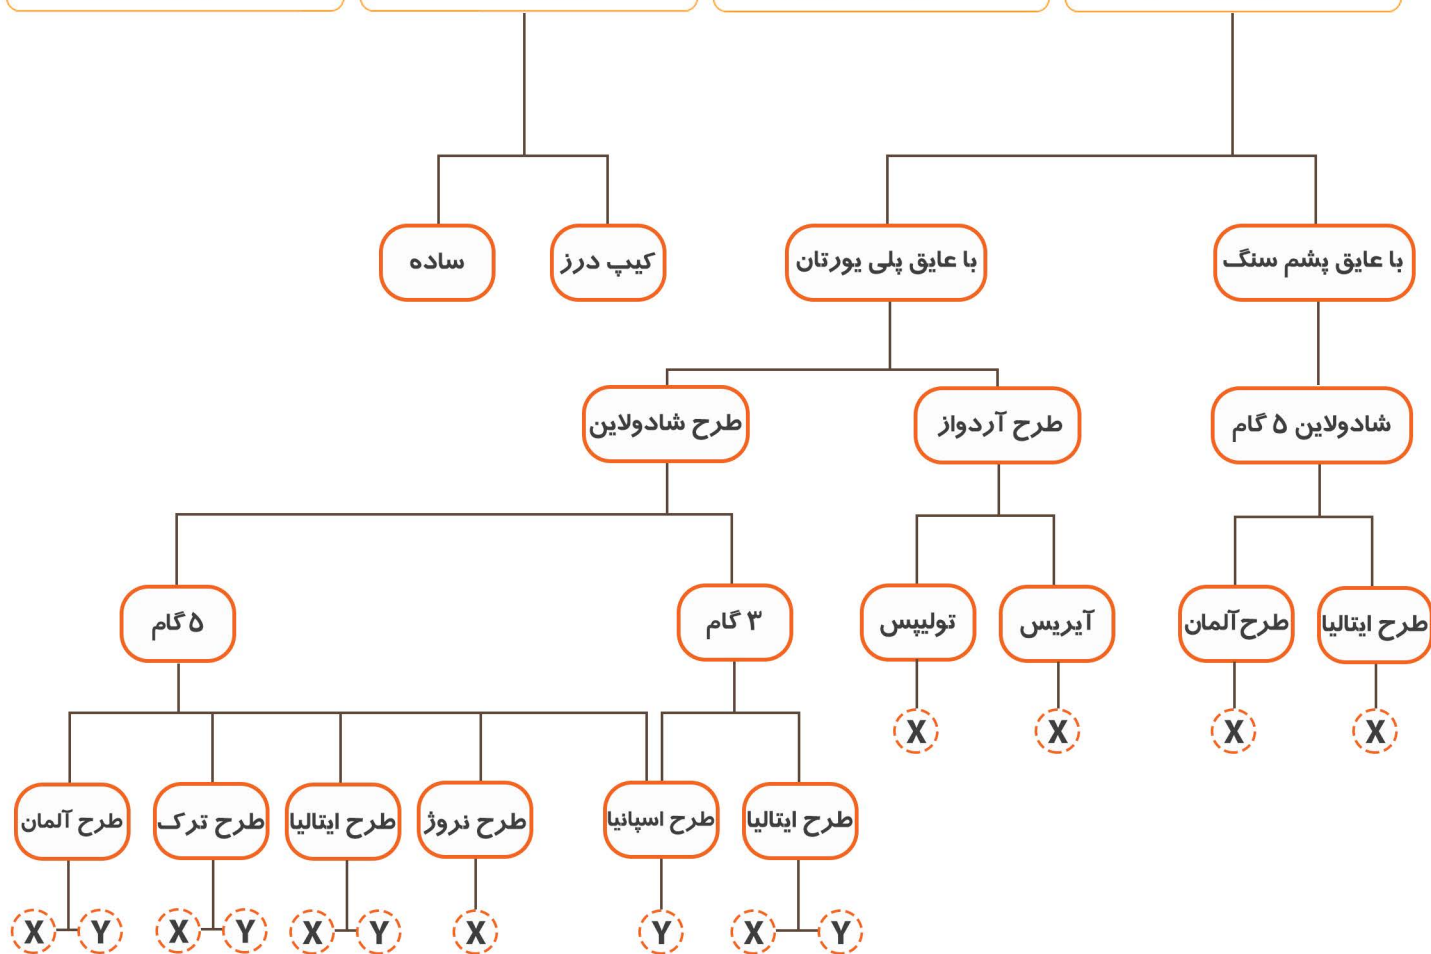 با عایق پشم سنگ
با عایق پلی یورتان
کیپ درز
ساده
شادولاین ۵ گام
طرح آردواز
طرح شادولاین
طرح ایتالیا
طرح آلمان
آیریس
تولیپس
۳ گام
۵ گام
X
X
X
X
طرح ایتالیا
طرح اسپانیا
طرح نروژ
طرح ایتالیا
طرح ترک
طرح آلمان
Y
X
Y
X
Y
X
Y
X
Y
X